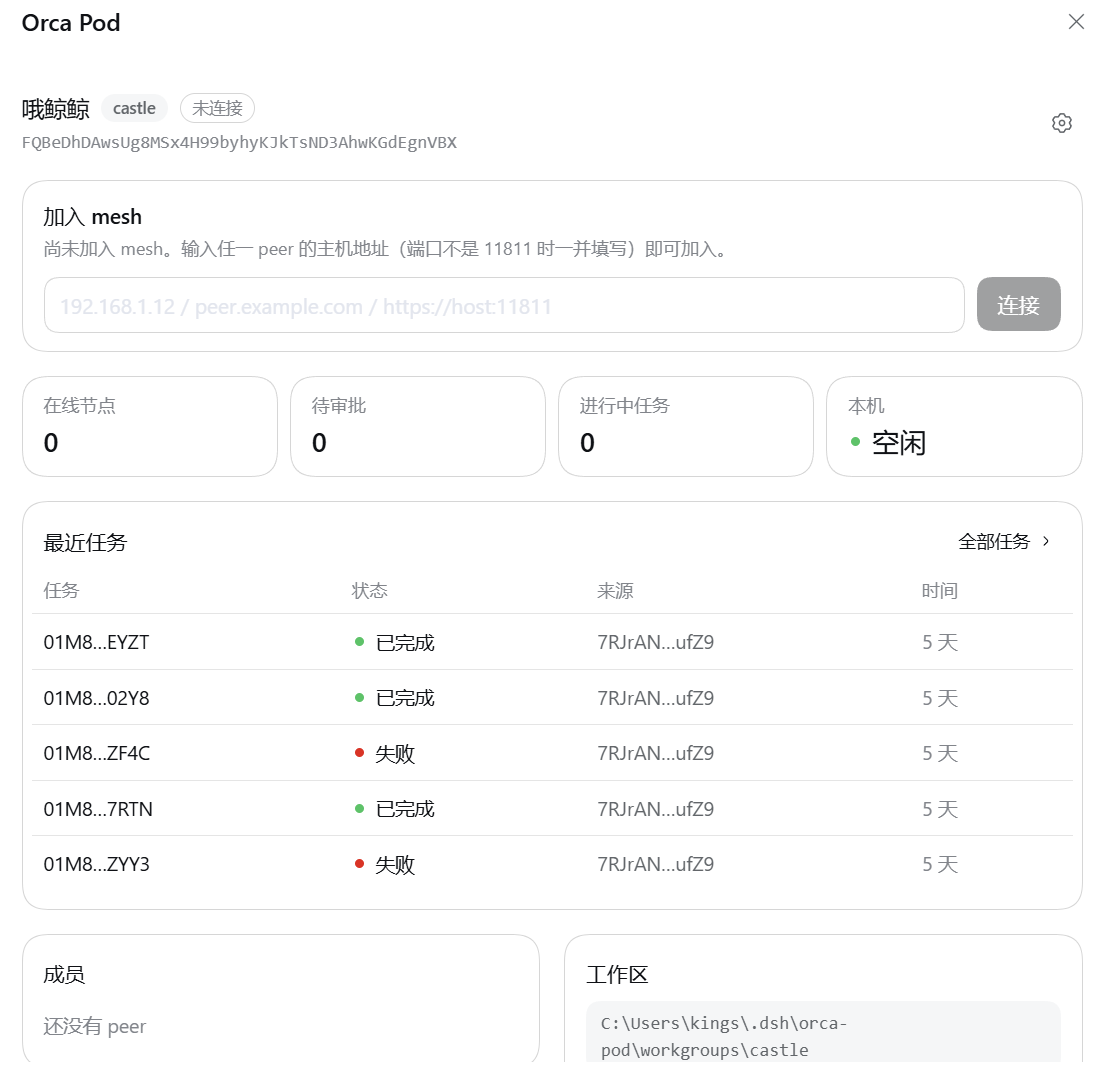 Orca Pod
哦鲸鲸 castle 未连接
FQBeDhDAwsUg8MSx4H99byhyKJkTsND3AhwKGdEgnVBX
加入 mesh
尚未加入 mesh。输入任一 peer 的主机地址（端口不是 11811 时一并填写）即可加入。
192.168.1.12 / peer.example.com / https://host:11811 连接
在线节点 待审批 进行中任务 本机
0 0 0 空闲
最近任务 全部任务
任务 状态 来源 时间
01M8...EYZT 已完成 7RJrAN...ufZ9 5 天
01M8...02Y8 已完成 7RJrAN...ufZ9 5 天
01M8...ZF4C 失败 7RJrAN...ufZ9 5 天
01M8...7RTN 已完成 7RJrAN...ufZ9 5 天
01M8...ZYY3 失败 7RJrAN...ufZ9 5 天
成员 工作区
还没有 peer
C:\Users\kings\.dsh\orca-
pod\workgroups\castle